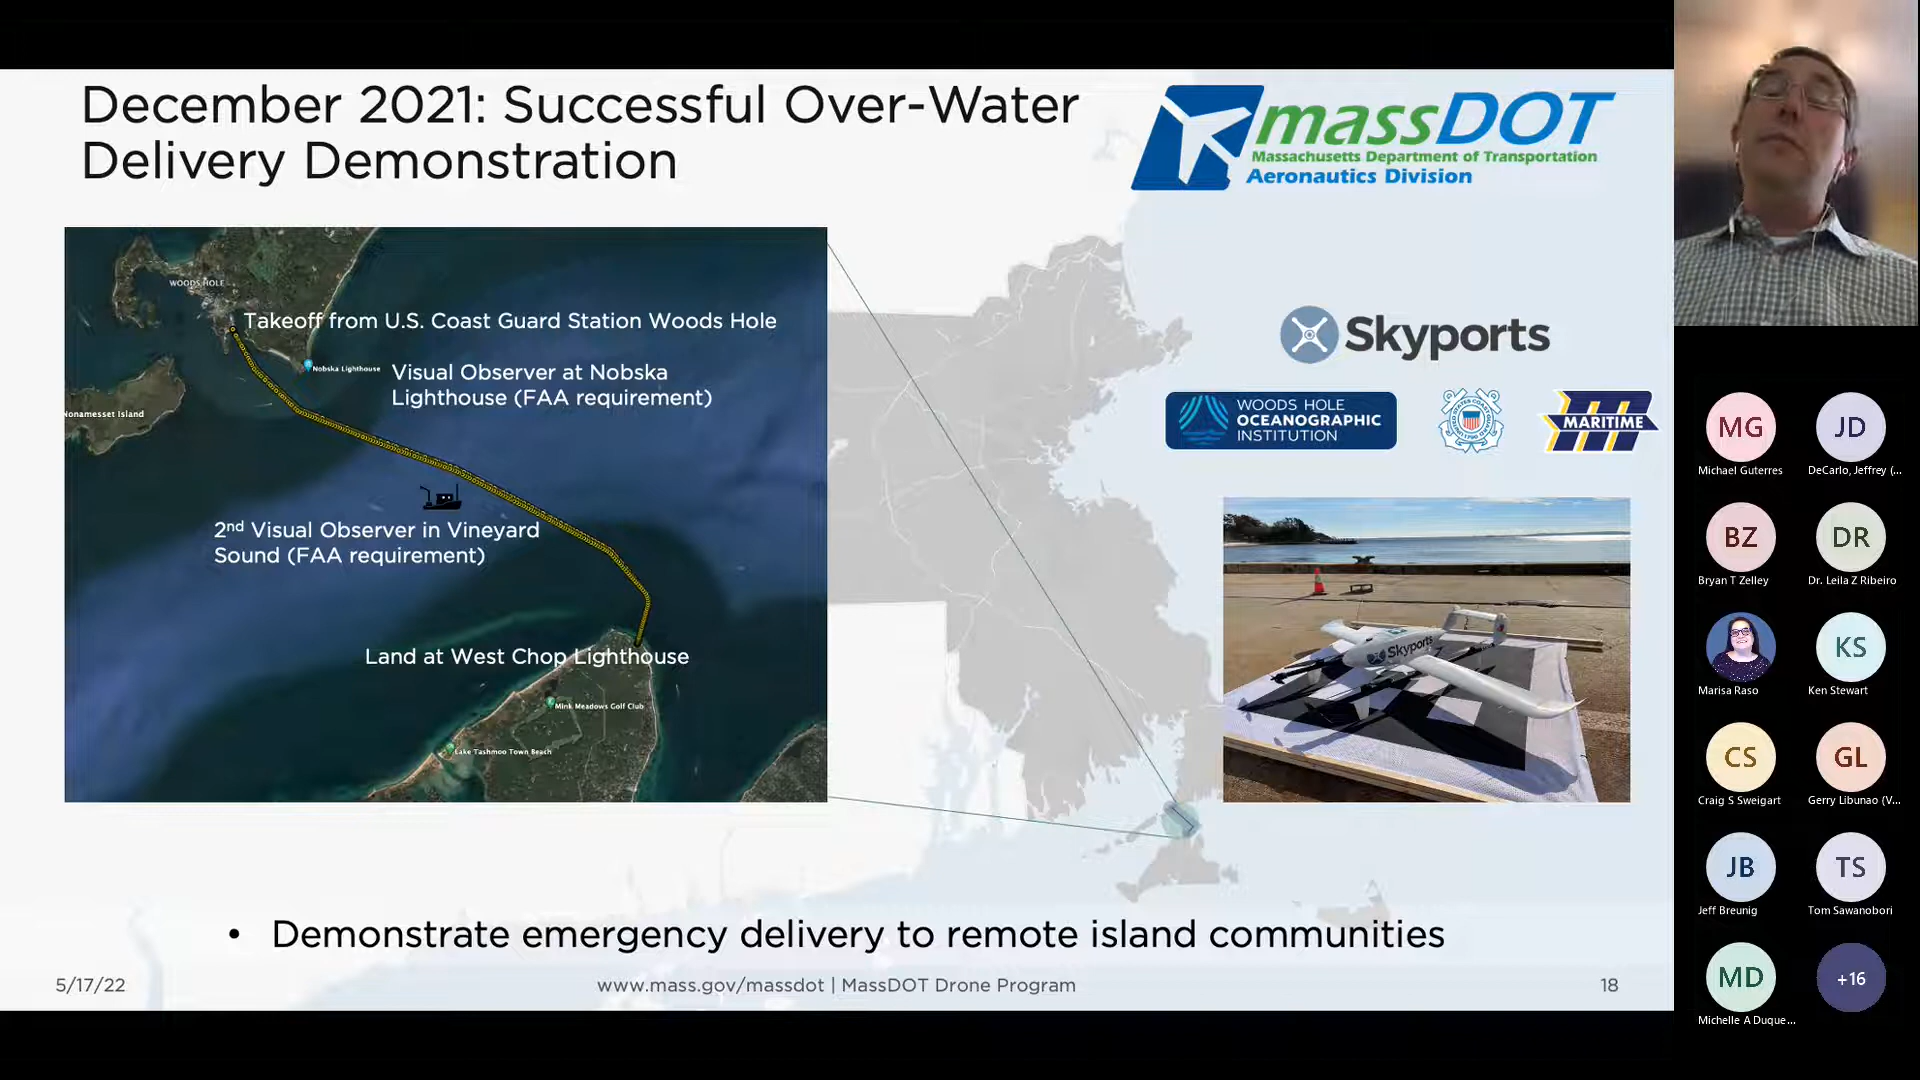 December 2021: Successful Over-Water
Delivery Demonstration
massDOT
Massachusetts Department of Transportation
Aeronautics Division
WOODS HOLE
Takeoff from U.S. Coast Guard Station Woods Hole
Nobska Lighthouse
Visual Observer at Nobska
Lighthouse (FAA requirement)
Nonamesset Island
2nd Visual Observer in Vineyard
Sound (FAA requirement)
Land at West Chop Lighthouse
Mink Meadows Golf Club
Lake Tashmoo Town Beach
Skyports
WOODS HOLE
OCEANOGRAPHIC
INSTITUTION
MARITIME
Skyports
• Demonstrate emergency delivery to remote island communities
5/17/22
www.mass.gov/massdot | MassDOT Drone Program
18
MG
Michael Guterres
JD
DeCarlo, Jeffrey (...
BZ
Bryan T Zelley
DR
Dr. Leila Z Ribeiro
Marisa Raso
KS
Ken Stewart
CS
Craig S Sweigart
GL
Gerry Libunao (V...
JB
Jeff Breunig
TS
Tom Sawanobori
MD
Michelle A Duque...
+16